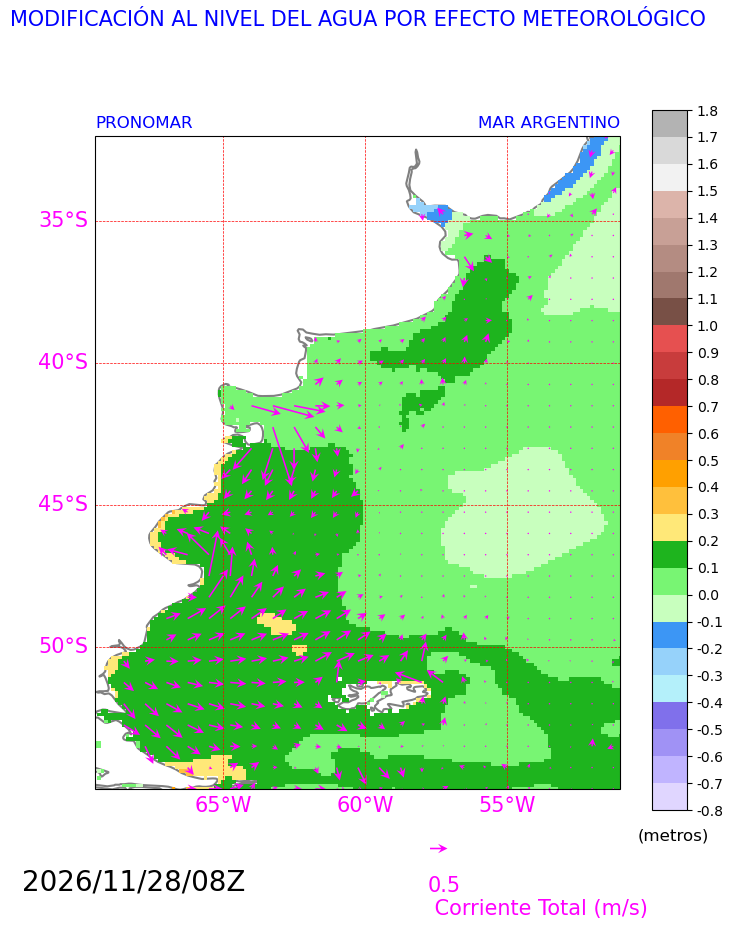 MODIFICACIÓN AL NIVEL DEL AGUA POR EFECTO METEOROLÓGICO
PRONOMAR
MAR ARGENTINO
35°S
40°S
45°S
50°S
65°W
60°W
55°W
1.8
1.7
1.6
1.5
1.4
1.3
1.2
1.1
1.0
0.9
0.8
0.7
0.6
0.5
0.4
0.3
0.2
0.1
0.0
-0.1
-0.2
-0.3
-0.4
-0.5
-0.6
-0.7
-0.8
(metros)
2026/11/28/08Z
0.5
Corriente Total (m/s)